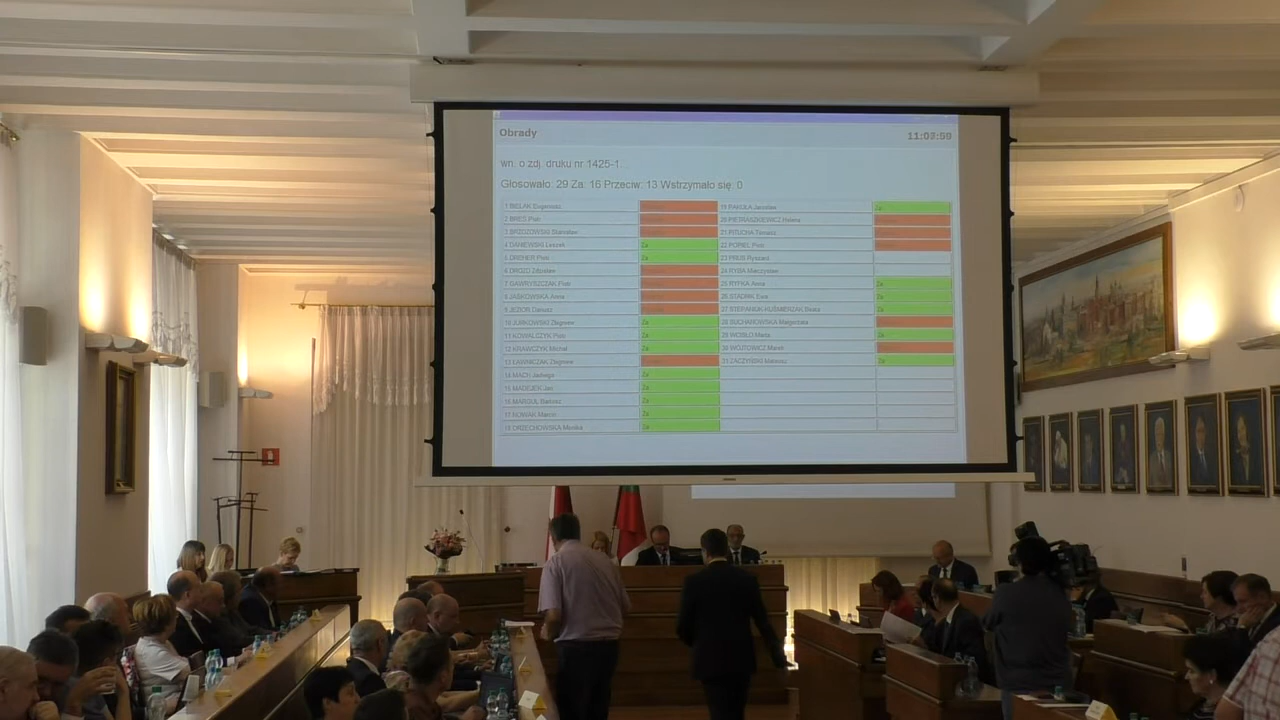 Obrady
11:03:59
wn. o zdj. druku nr 1425-1
Głosowało: 29 Za: 16 Przeciw: 13 Wstrzymało się: 0
1 BIELAK Eugeniusz
2 BREŚ Piotr
3 BRZOZOWSKI Stanisław
4 DANIEWSKI Leszek Za
5 DREHER Piotr Za
6 DROZD Zdzisław
7 GAWRYSZCZAK Piotr
8 JAŚKOWSKA Anna
9 JEZIOR Dariusz
10 JURKOWSKI Zbigniew Za
11 KOWALCZYK Piotr Za
12 KRAWCZYK Michał Za
13 ŁAWNICZAK Zbigniew
14 MACH Jadwiga Za
15 MADEJEK Jan Za
16 MARGUL Bartosz Za
17 NOWAK Marcin Za
18 ORZECHOWSKA Monika Za
19 PAKUŁA Jarosław Za
20 PIETRASZKIEWICZ Helena
21 PITUCHA Tomasz
22 POPIEL Piotr
23 PREUS Ryszard
24 RYBA Mieczysław
25 RYFKA Anna Za
26 STADNIK Ewa Za
27 STEPANIUK-KUŚMIERZAK Beata Za
28 SUCHANOWSKA Małgorzata
29 WCISŁO Marta Za
30 WÓJTOWICZ Marek
31 ZACZYŃSKI Mateusz Za